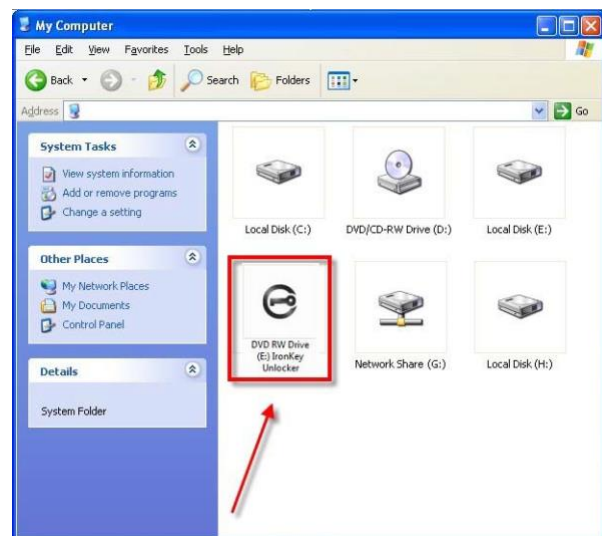 My Computer
File Edit View Favorites Tools Help
Back Search Folders
Address Go
System Tasks
View system information
Add or remove programs
Change a setting
Other Places
My Network Places
My Documents
Control Panel
Details
System Folder
Local Disk (C:) DVD/CD-RW Drive (D:) Local Disk (E:)
DVD RW Drive
(E:) IronKey
Unlocker
Network Share (G:) Local Disk (H:)